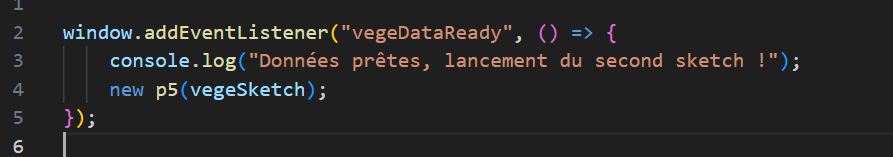 1
2 window.addEventListener("vegeDataReady", () => {
3 console.log("Données prêtes, lancement du second sketch !");
4 new p5(vegeSketch);
5 });
6